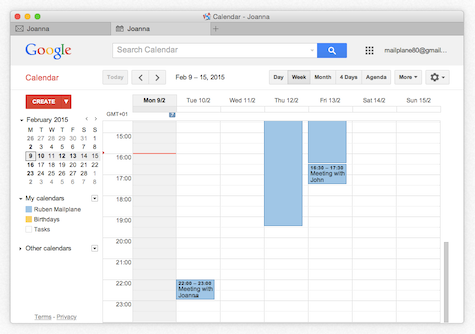 Calendar - Joanna
Joanna
Joanna
Google
Search Calendar
mailplane80@gmail...
Calendar
Today
Feb 9 – 15, 2015
Day
Week
Month
4 Days
Agenda
More
CREATE
Mon 9/2
Tue 10/2
Wed 11/2
Thu 12/2
Fri 13/2
Sat 14/2
Sun 15/2
GMT+01
February 2015
M T W T F S S
26 27 28 29 30 31 1
2 3 4 5 6 7 8
9 10 11 12 13 14 15
16 17 18 19 20 21 22
23 24 25 26 27 28 1
2 3 4 5 6 7 8
My calendars
Ruben Mailplane
Birthdays
Tasks
Other calendars
15:00
16:00
17:00
18:00
19:00
20:00
21:00
22:00
23:00
16:30 – 17:30
Meeting with
John
22:00 – 23:00
Meeting with
Joanna
Terms - Privacy